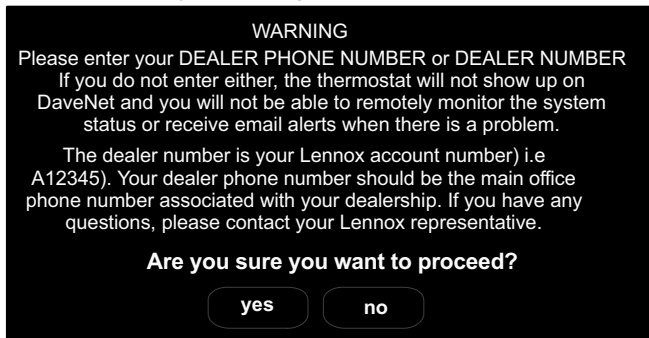 WARNING
Please enter your DEALER PHONE NUMBER or DEALER NUMBER
If you do not enter either, the thermostat will not show up on
DaveNet and you will not be able to remotely monitor the system
status or receive email alerts when there is a problem.
The dealer number is your Lennox account number) i.e
A12345). Your dealer phone number should be the main office
phone number associated with your dealership. If you have any
questions, please contact your Lennox representative.
Are you sure you want to proceed?
yes no